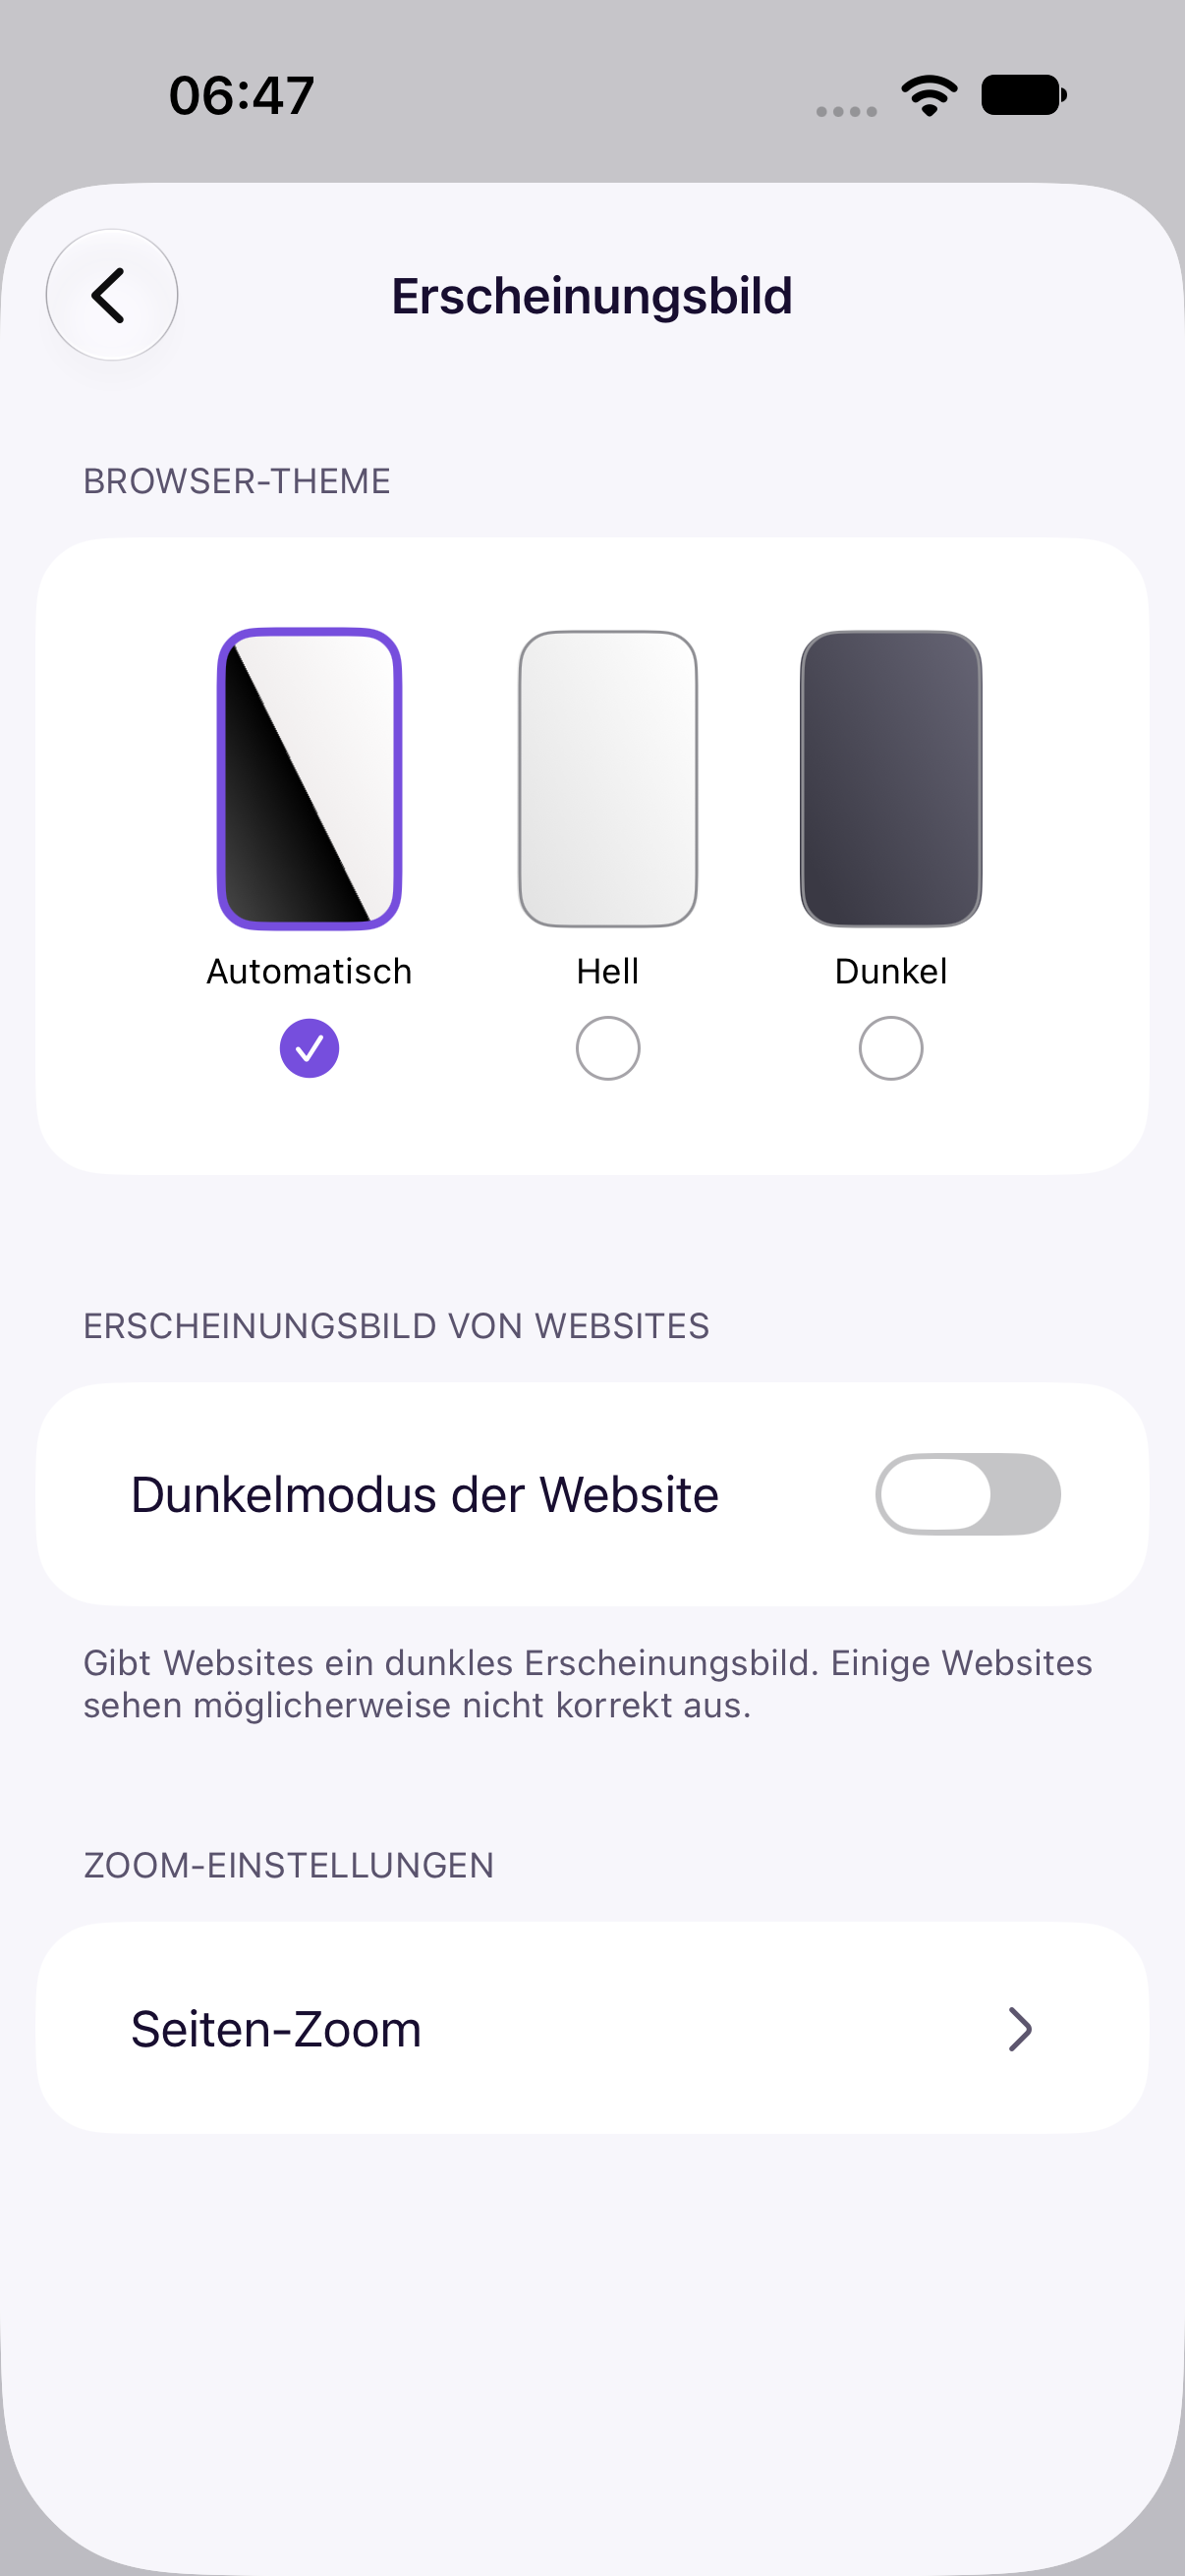 06:47
Erscheinungsbild
BROWSER-THEME
Automatisch
Hell
Dunkel
ERSCHEINUNGSBILD VON WEBSITES
Dunkelmodus der Website
Gibt Websites ein dunkles Erscheinungsbild. Einige Websites
sehen möglicherweise nicht korrekt aus.
ZOOM-EINSTELLUNGEN
Seiten-Zoom